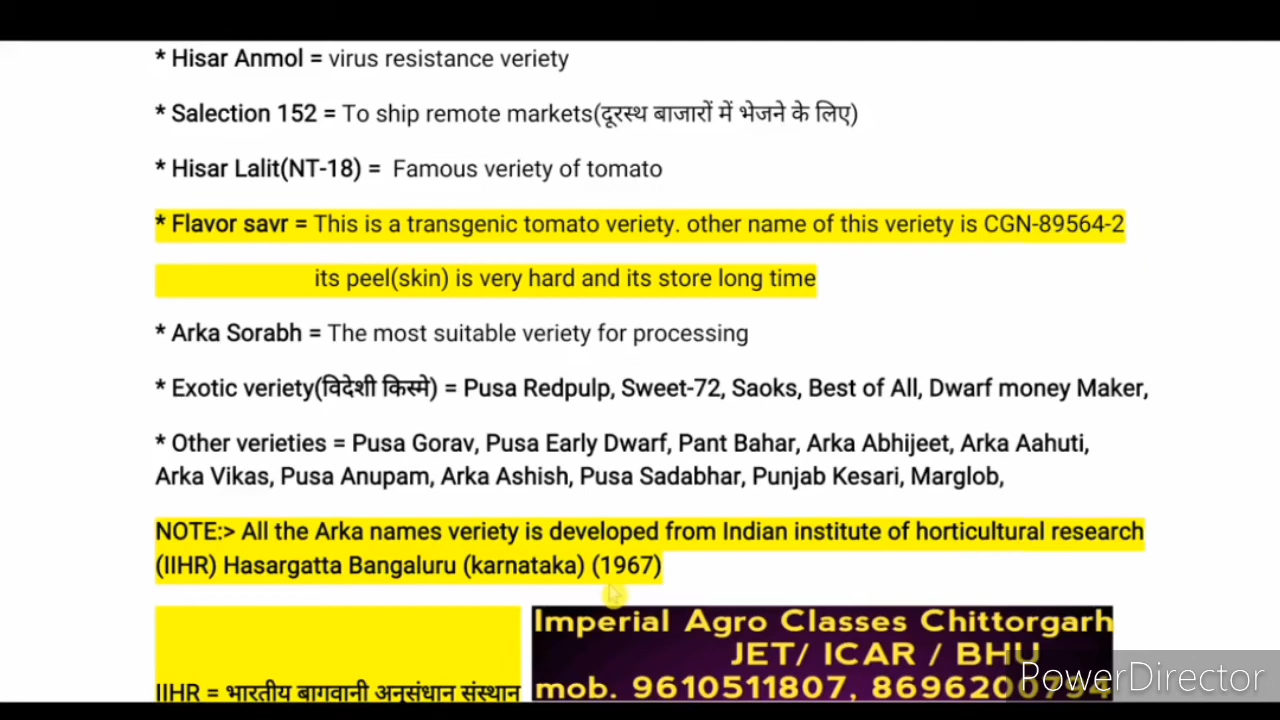 * Hisar Anmol = virus resistance veriety
* Salection 152 = To ship remote markets(दूरस्थ बाजारों में भेजने के लिए)
* Hisar Lalit(NT-18) = Famous veriety of tomato
* Flavor savr = This is a transgenic tomato veriety. other name of this veriety is CGN-89564-2
its peel(skin) is very hard and its store long time
* Arka Sorabh = The most suitable veriety for processing
* Exotic veriety(विदेशी किस्मे) = Pusa Redpulp, Sweet-72, Saoks, Best of All, Dwarf money Maker,
* Other verieties = Pusa Gorav, Pusa Early Dwarf, Pant Bahar, Arka Abhijeet, Arka Aahuti,
Arka Vikas, Pusa Anupam, Arka Ashish, Pusa Sadabhar, Punjab Kesari, Marglob,
NOTE:> All the Arka names veriety is developed from Indian institute of horticultural research
(IIHR) Hasargatta Bangaluru (karnataka) (1967)
IIHR = भारतीय बागवानी अनुसंधान संस्थान
Imperial Agro Classes Chittorgarh
JET/ ICAR / BHU
mob. 9610511807, 8696200794
PowerDirector